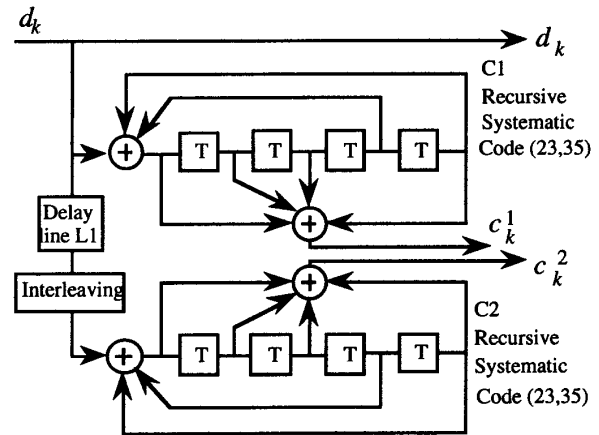 d_k
d_k
C1
Recursive
Systematic
Code (23,35)
+
T
T
T
T
+
Delay
line L1
c_k^1
Interleaving
c_k^2
+
C2
Recursive
Systematic
Code (23,35)
+
T
T
T
T